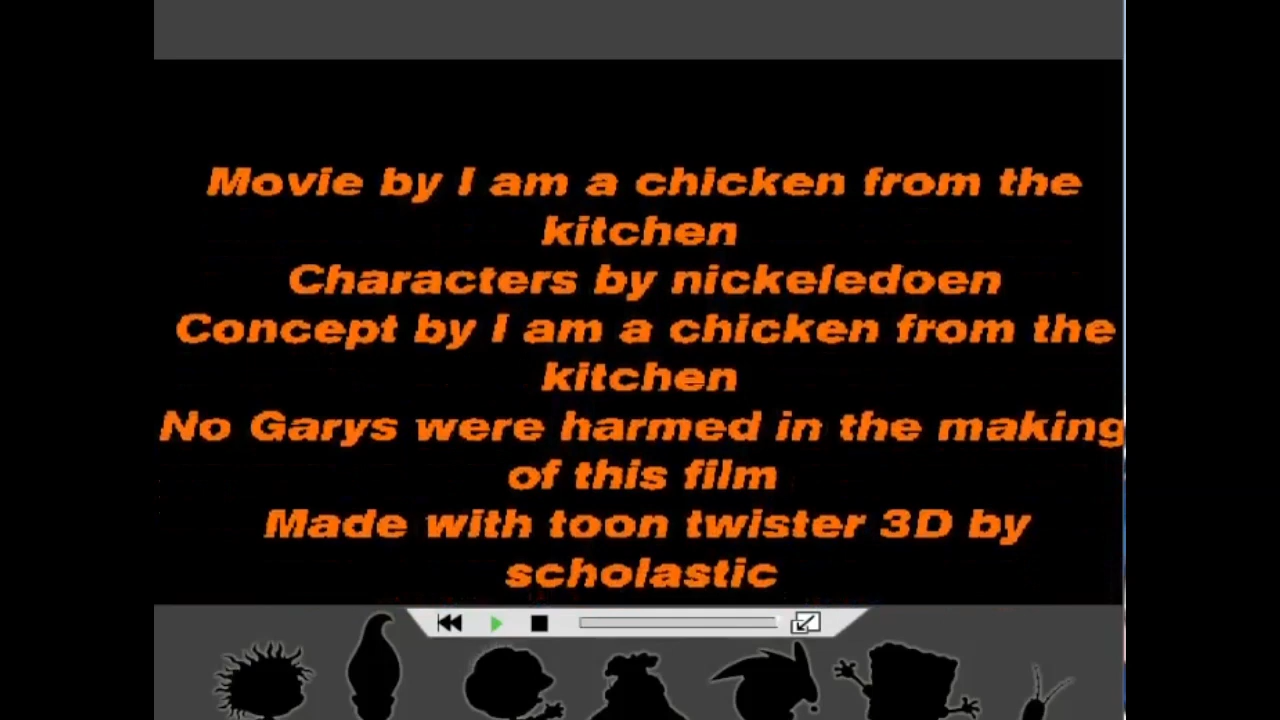 Movie by I am a chicken from the
kitchen
Characters by nickeledoen
Concept by I am a chicken from the
kitchen
No Garys were harmed in the making
of this film
Made with toon twister 3D by
scholastic